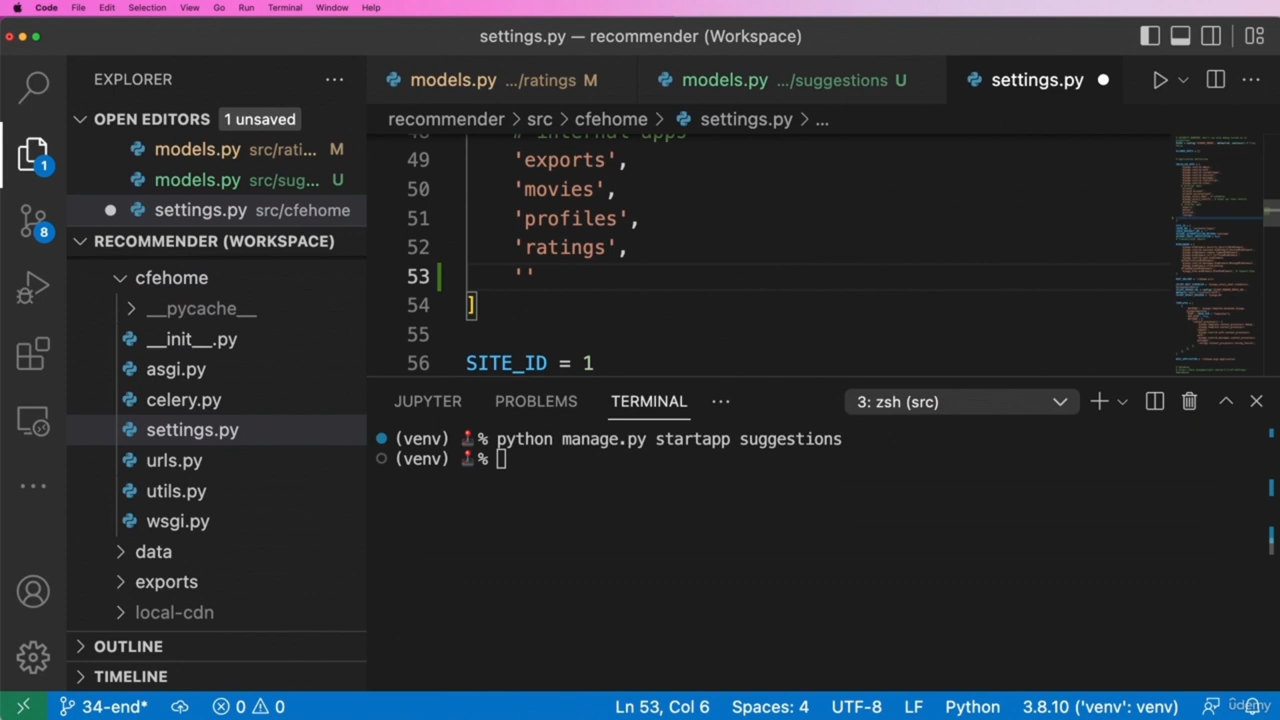 Code File Edit Selection View Go Run Terminal Window Help
settings.py — recommender (Workspace)
EXPLORER
models.py .../ratings M
models.py .../suggestions U
settings.py
OPEN EDITORS 1 unsaved
recommender > src > cfehome > settings.py > ...
models.py src/rati... M
models.py src/sug... U
settings.py src/cfehome
RECOMMENDER (WORKSPACE)
cfehome
__pycache__
__init__.py
asgi.py
celery.py
settings.py
urls.py
utils.py
wsgi.py
data
exports
local-cdn
OUTLINE
TIMELINE
1
8
48 # internal apps
49 'exports',
50 'movies',
51 'profiles',
52 'ratings',
53 ''
54 ]
55
56 SITE_ID = 1
JUPYTER PROBLEMS TERMINAL ... 3: zsh (src)
(venv) 🕹️% python manage.py startapp suggestions
(venv) 🕹️%
34-end* 0 0 Ln 53, Col 6 Spaces: 4 UTF-8 LF Python 3.8.10 ('venv': venv)
udemy